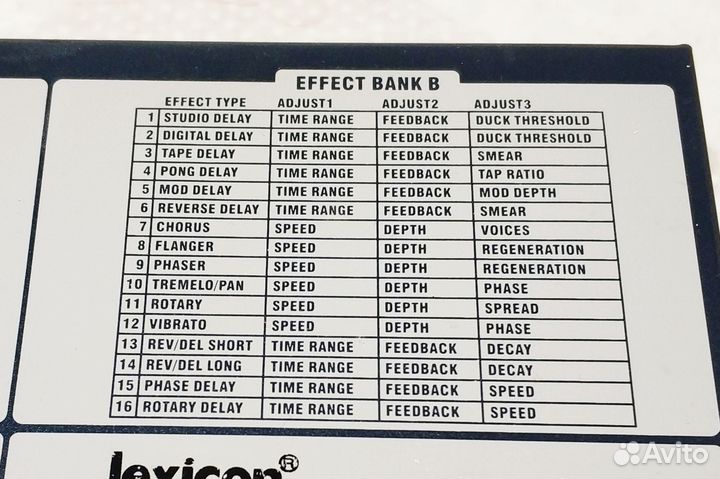 EFFECT BANK B
EFFECT TYPE ADJUST1 ADJUST2 ADJUST3
1 STUDIO DELAY TIME RANGE FEEDBACK DUCK THRESHOLD
2 DIGITAL DELAY TIME RANGE FEEDBACK DUCK THRESHOLD
3 TAPE DELAY TIME RANGE FEEDBACK SMEAR
4 PONG DELAY TIME RANGE FEEDBACK TAP RATIO
5 MOD DELAY TIME RANGE FEEDBACK MOD DEPTH
6 REVERSE DELAY TIME RANGE FEEDBACK SMEAR
7 CHORUS SPEED DEPTH VOICES
8 FLANGER SPEED DEPTH REGENERATION
9 PHASER SPEED DEPTH REGENERATION
10 TREMELO/PAN SPEED DEPTH PHASE
11 ROTARY SPEED DEPTH SPREAD
12 VIBRATO SPEED DEPTH PHASE
13 REV/DEL SHORT TIME RANGE FEEDBACK DECAY
14 REV/DEL LONG TIME RANGE FEEDBACK DECAY
15 PHASE DELAY TIME RANGE FEEDBACK SPEED
16 ROTARY DELAY TIME RANGE FEEDBACK SPEED
lexicon®
Avito